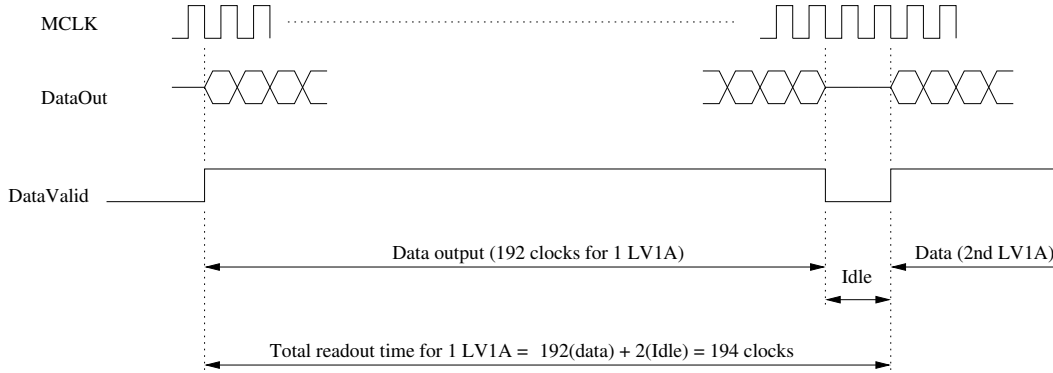 MCLK
DataOut
DataValid
Data output (192 clocks for 1 LV1A)
Data (2nd LV1A)
Idle
Total readout time for 1 LV1A = 192(data) + 2(Idle) = 194 clocks